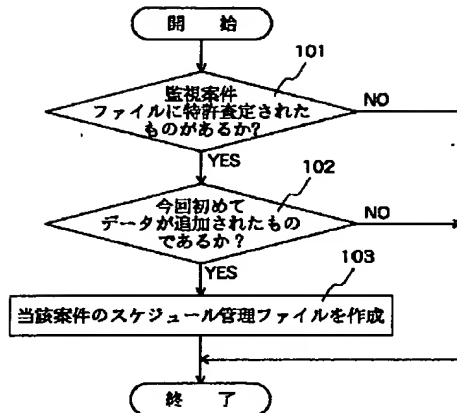 開 始
101
監視案件
ファイルに特許査定された
ものがあるか?
NO
YES
102
今回初めて
データが追加されたもの
であるか?
NO
YES
103
当該案件のスケジュール管理ファイルを作成
終 了